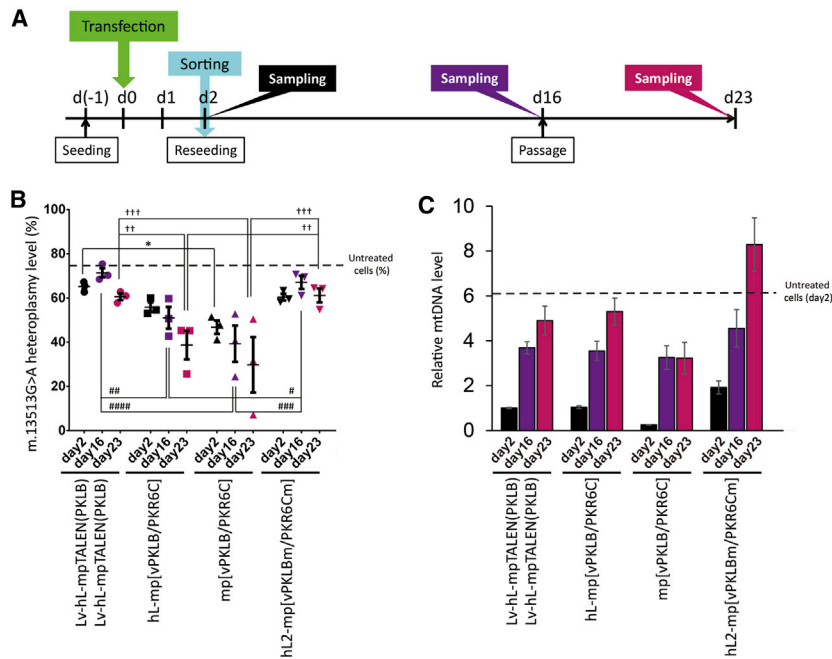 A
Transfection
Sorting
Sampling
Sampling
Sampling
d(-1)
d0
d1
d2
d16
d23
Seeding
Reseeding
Passage
B
m.13513G>A heteroplasmy level (%)
100
80
60
40
20
0
†††
†††
††
††
*
Untreated
cells (%)
##
#
####
###
day2
day16
day23
day2
day16
day23
day2
day16
day23
day2
day16
day23
Lv-hL-mpTALEN(PKLB)
Lv-hL-mpTALEN(PKLB)
hL-mp[vPKLB/PKR6C]
mp[vPKLB/PKR6C]
hL2-mp[vPKLBm/PKR6Cm]
C
Relative mtDNA level
10
8
6
4
2
0
Untreated
cells (day2)
day2
day16
day23
day2
day16
day23
day2
day16
day23
day2
day16
day23
Lv-hL-mpTALEN(PKLB)
Lv-hL-mpTALEN(PKLB)
hL-mp[vPKLB/PKR6C]
mp[vPKLB/PKR6C]
hL2-mp[vPKLBm/PKR6Cm]